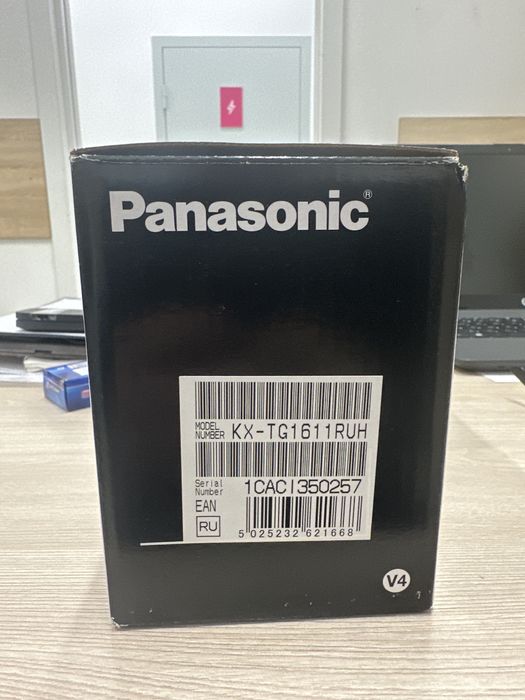 Panasonic®
MODEL
NUMBER KX-TG1611RUH
Serial
Number 1CACI350257
EAN
RU
5 025232 621668
V4